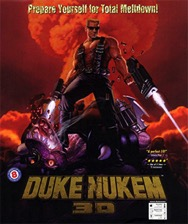 Prepare Yourself for Total Meltdown!
DUKE NUKEM
3D